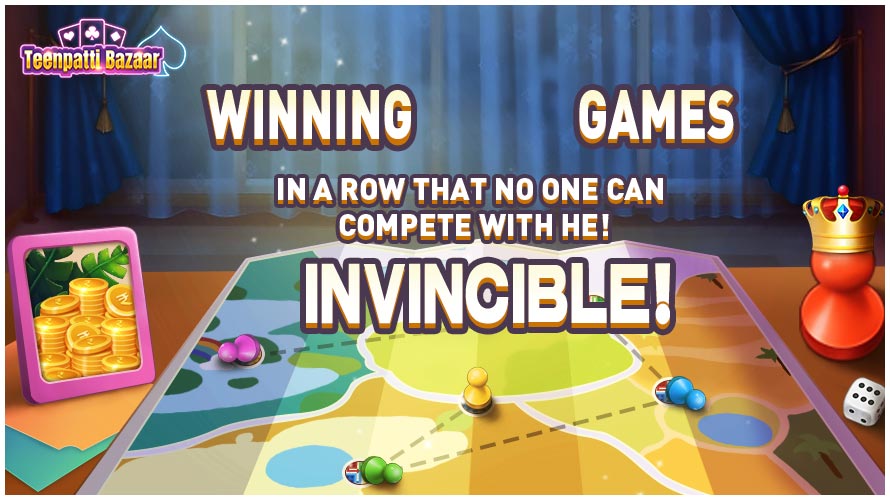 Teenpatti Bazaar
WINNING GAMES
IN A ROW THAT NO ONE CAN
COMPETE WITH HE!
INVINCIBLE!